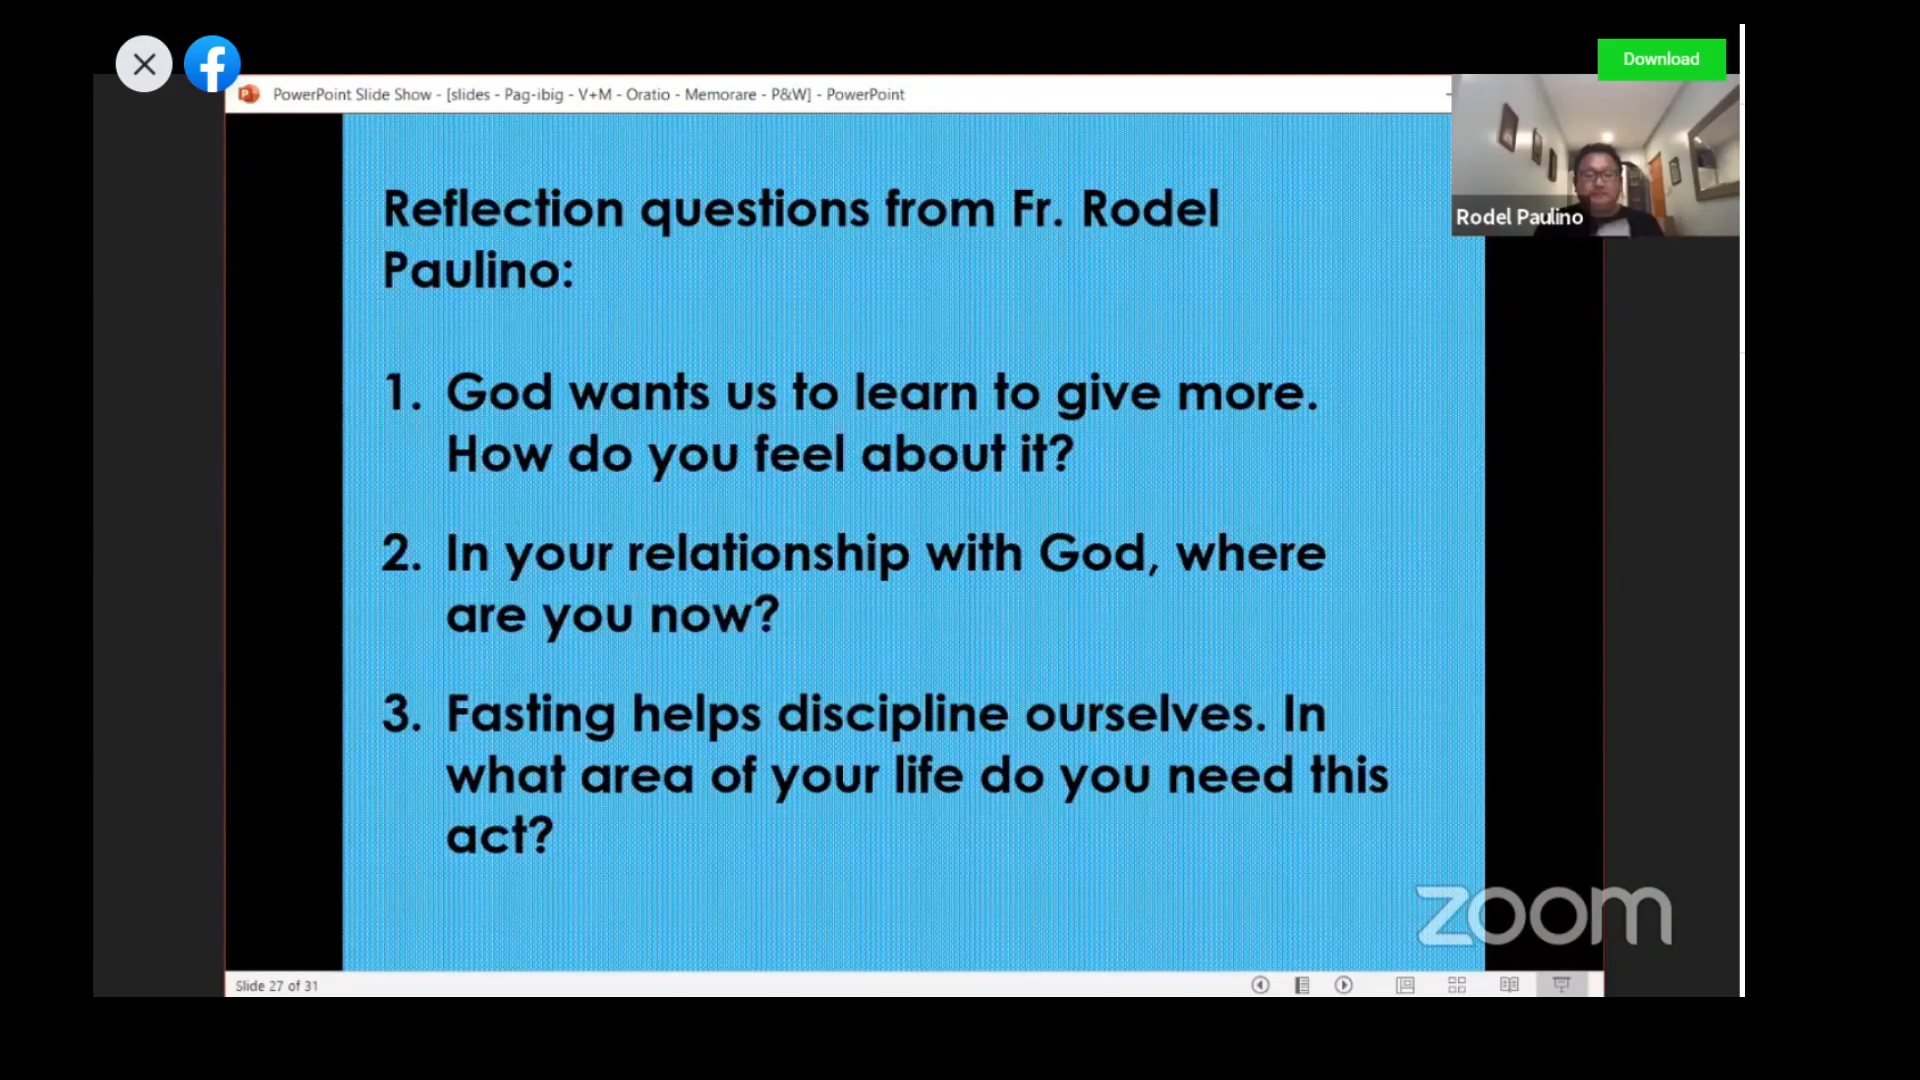 Download
PowerPoint Slide Show - [slides - Pag-ibig - V+M - Oratio - Memorare - P&W] - PowerPoint
Rodel Paulino
Reflection questions from Fr. Rodel
Paulino:
1. God wants us to learn to give more.
How do you feel about it?
2. In your relationship with God, where
are you now?
3. Fasting helps discipline ourselves. In
what area of your life do you need this
act?
zoom
Slide 27 of 31